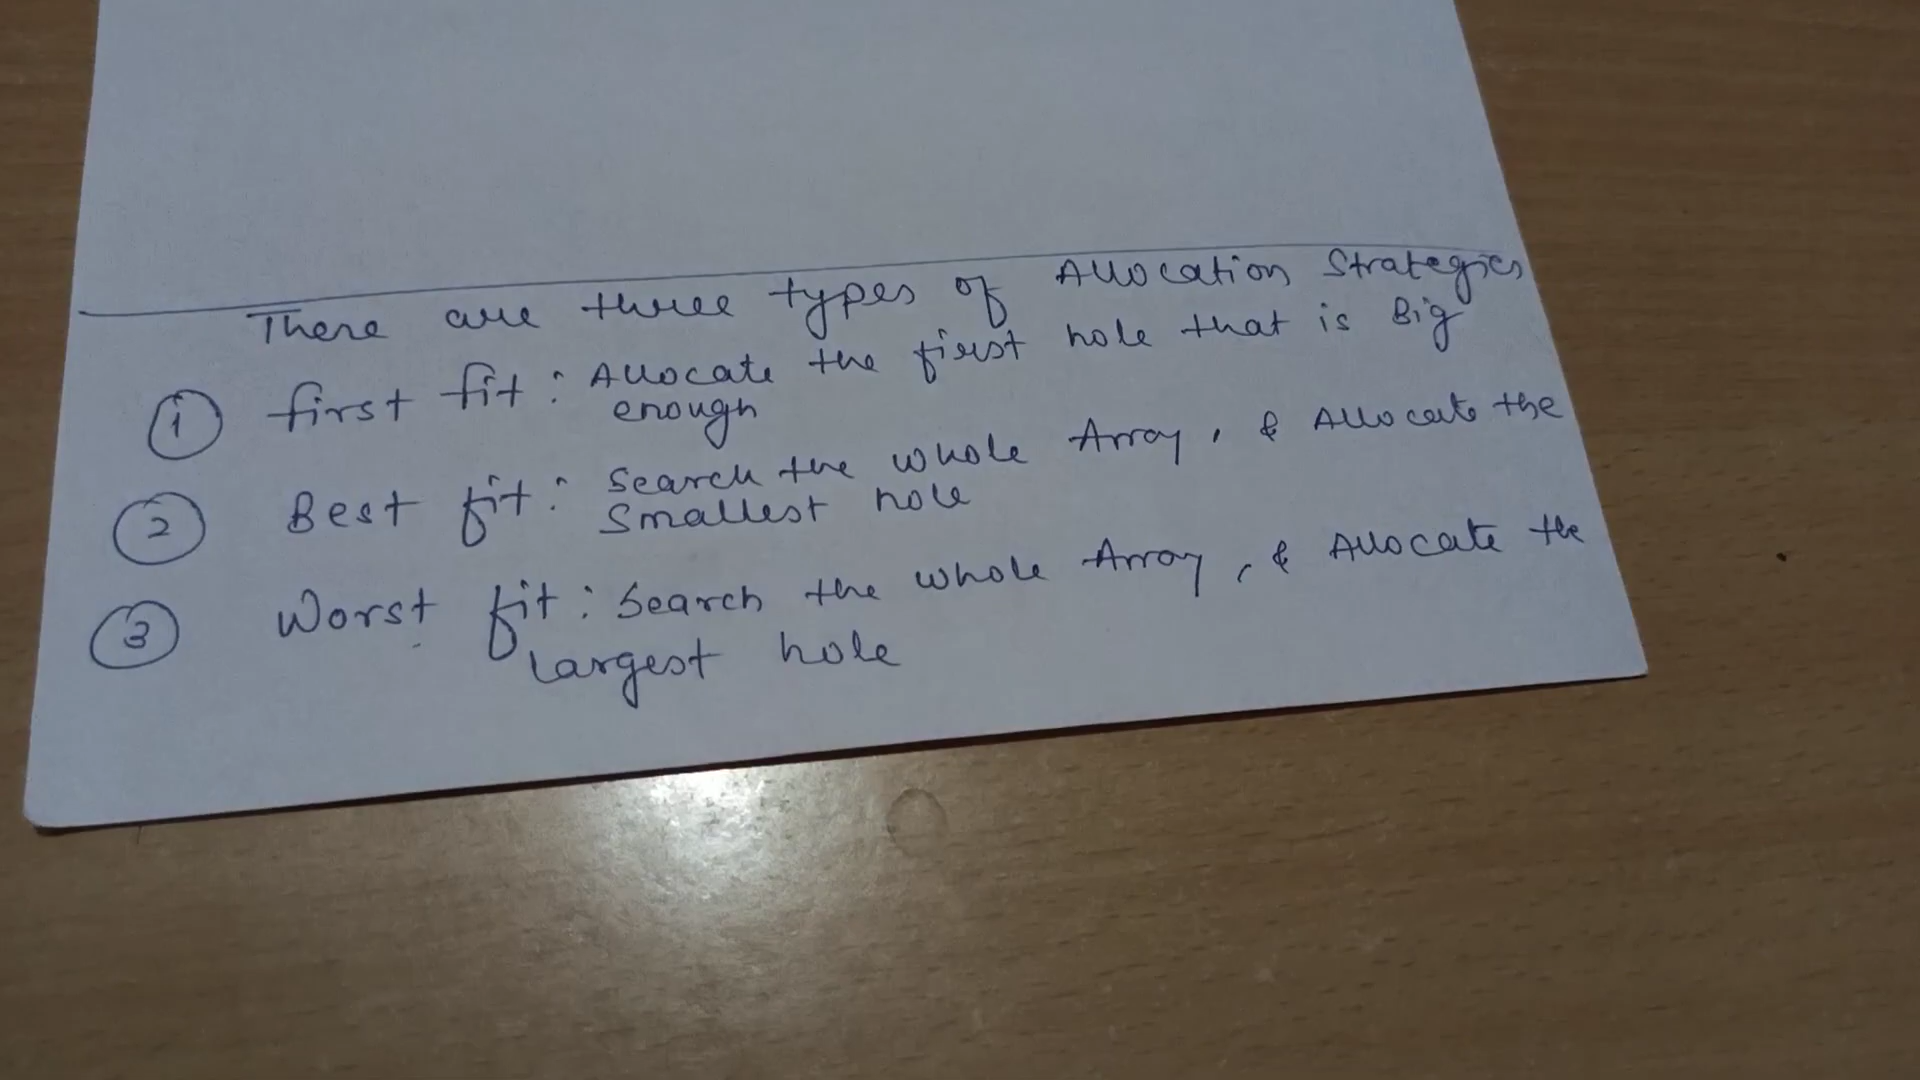 There are three types of Allocation Strategies
1 first fit : Allocate the first hole that is Big
enough
2 Best fit : Search the whole Array, & Allocate the
Smallest hole
3 Worst fit : Search the whole Array, & Allocate the
largest hole